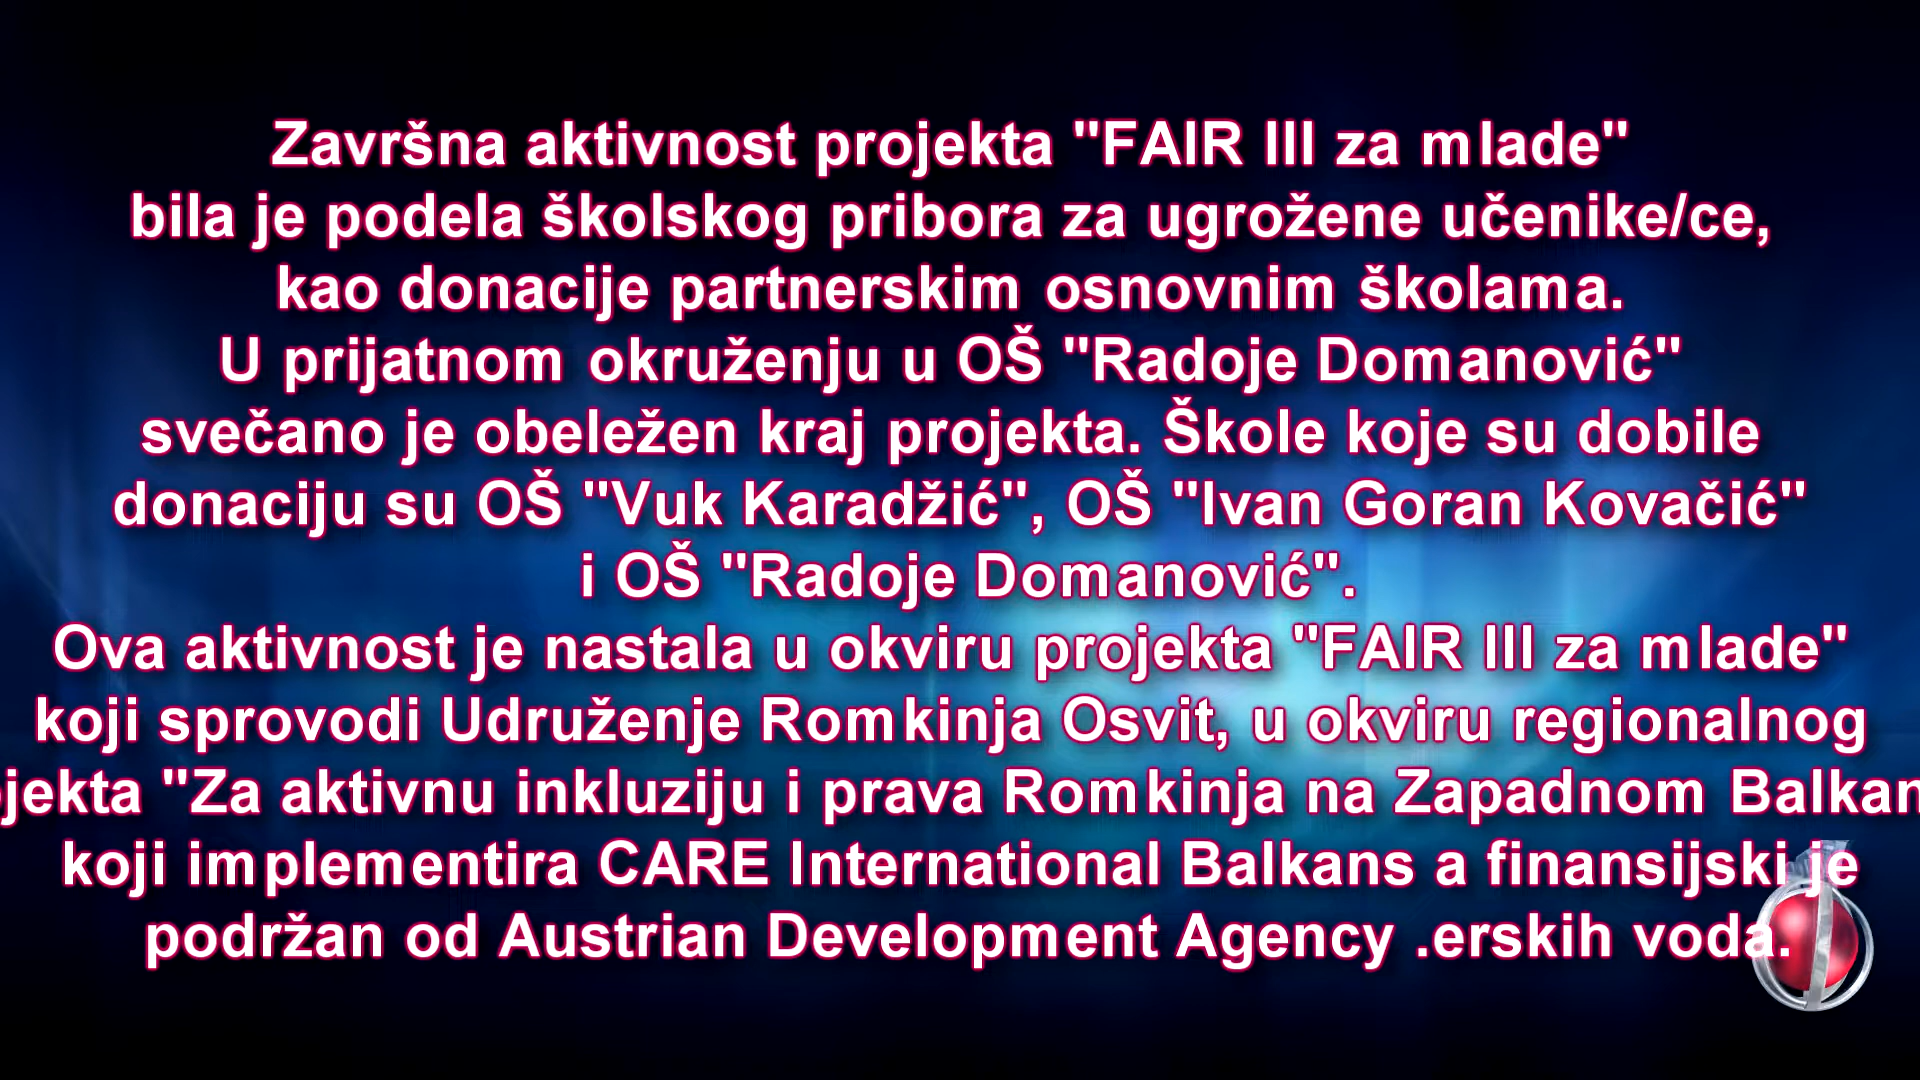 Završna aktivnost projekta "FAIR III za mlade"
bila je podela školskog pribora za ugrožene učenike/ce,
kao donacije partnerskim osnovnim školama.
U prijatnom okruženju u OŠ "Radoje Domanović"
svečano je obeležen kraj projekta. Škole koje su dobile
donaciju su OŠ "Vuk Karadžić", OŠ "Ivan Goran Kovačić"
i OŠ "Radoje Domanović".
Ova aktivnost je nastala u okviru projekta "FAIR III za mlade"
koji sprovodi Udruženje Romkinja Osvit, u okviru regionalnog
jekta "Za aktivnu inkluziju i prava Romkinja na Zapadnom Balkan
koji implementira CARE International Balkans a finansijski je
podržan od Austrian Development Agency .erskih voda.